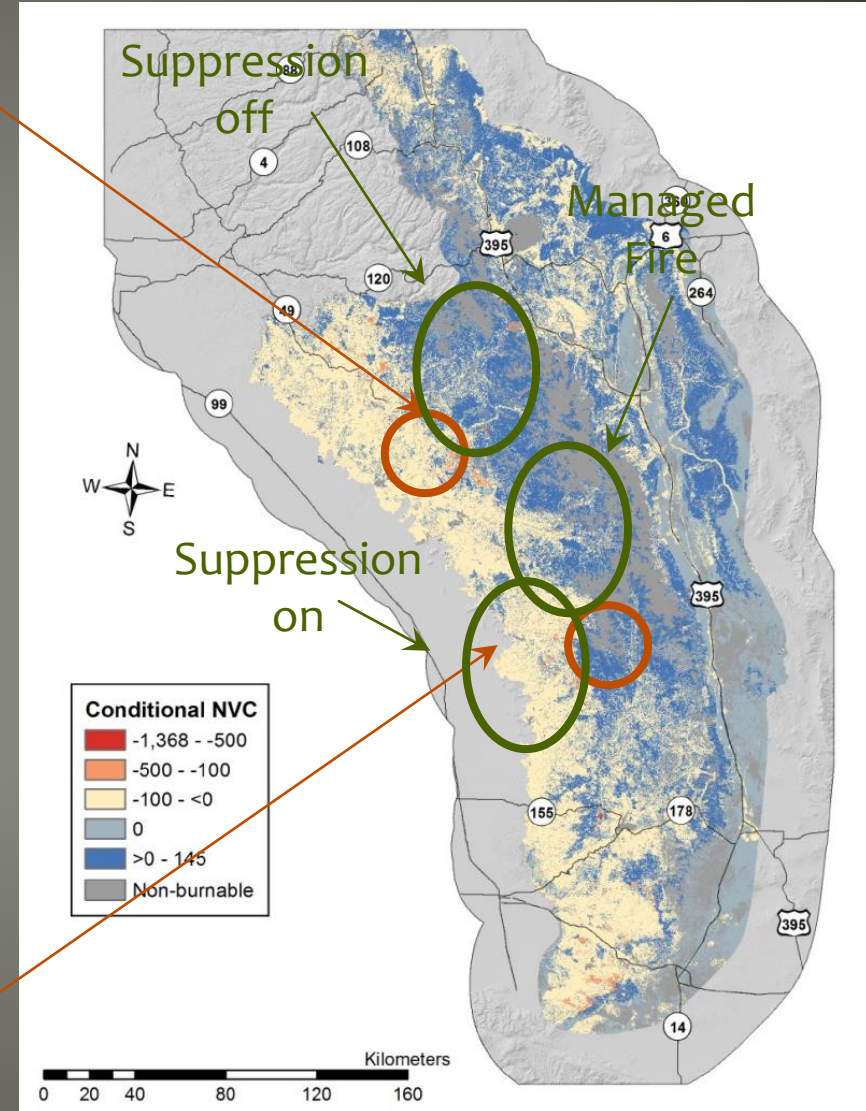 Suppression
off
88
4
108
Managed
Fire
360
6
395
120
264
49
99
N
W
E
S
Suppression
on
395
Conditional NVC
-1,368 - -500
-500 - -100
-100 - <0
0
>0 - 145
Non-burnable
155
178
395
14
Kilometers
0 20 40 80 120 160